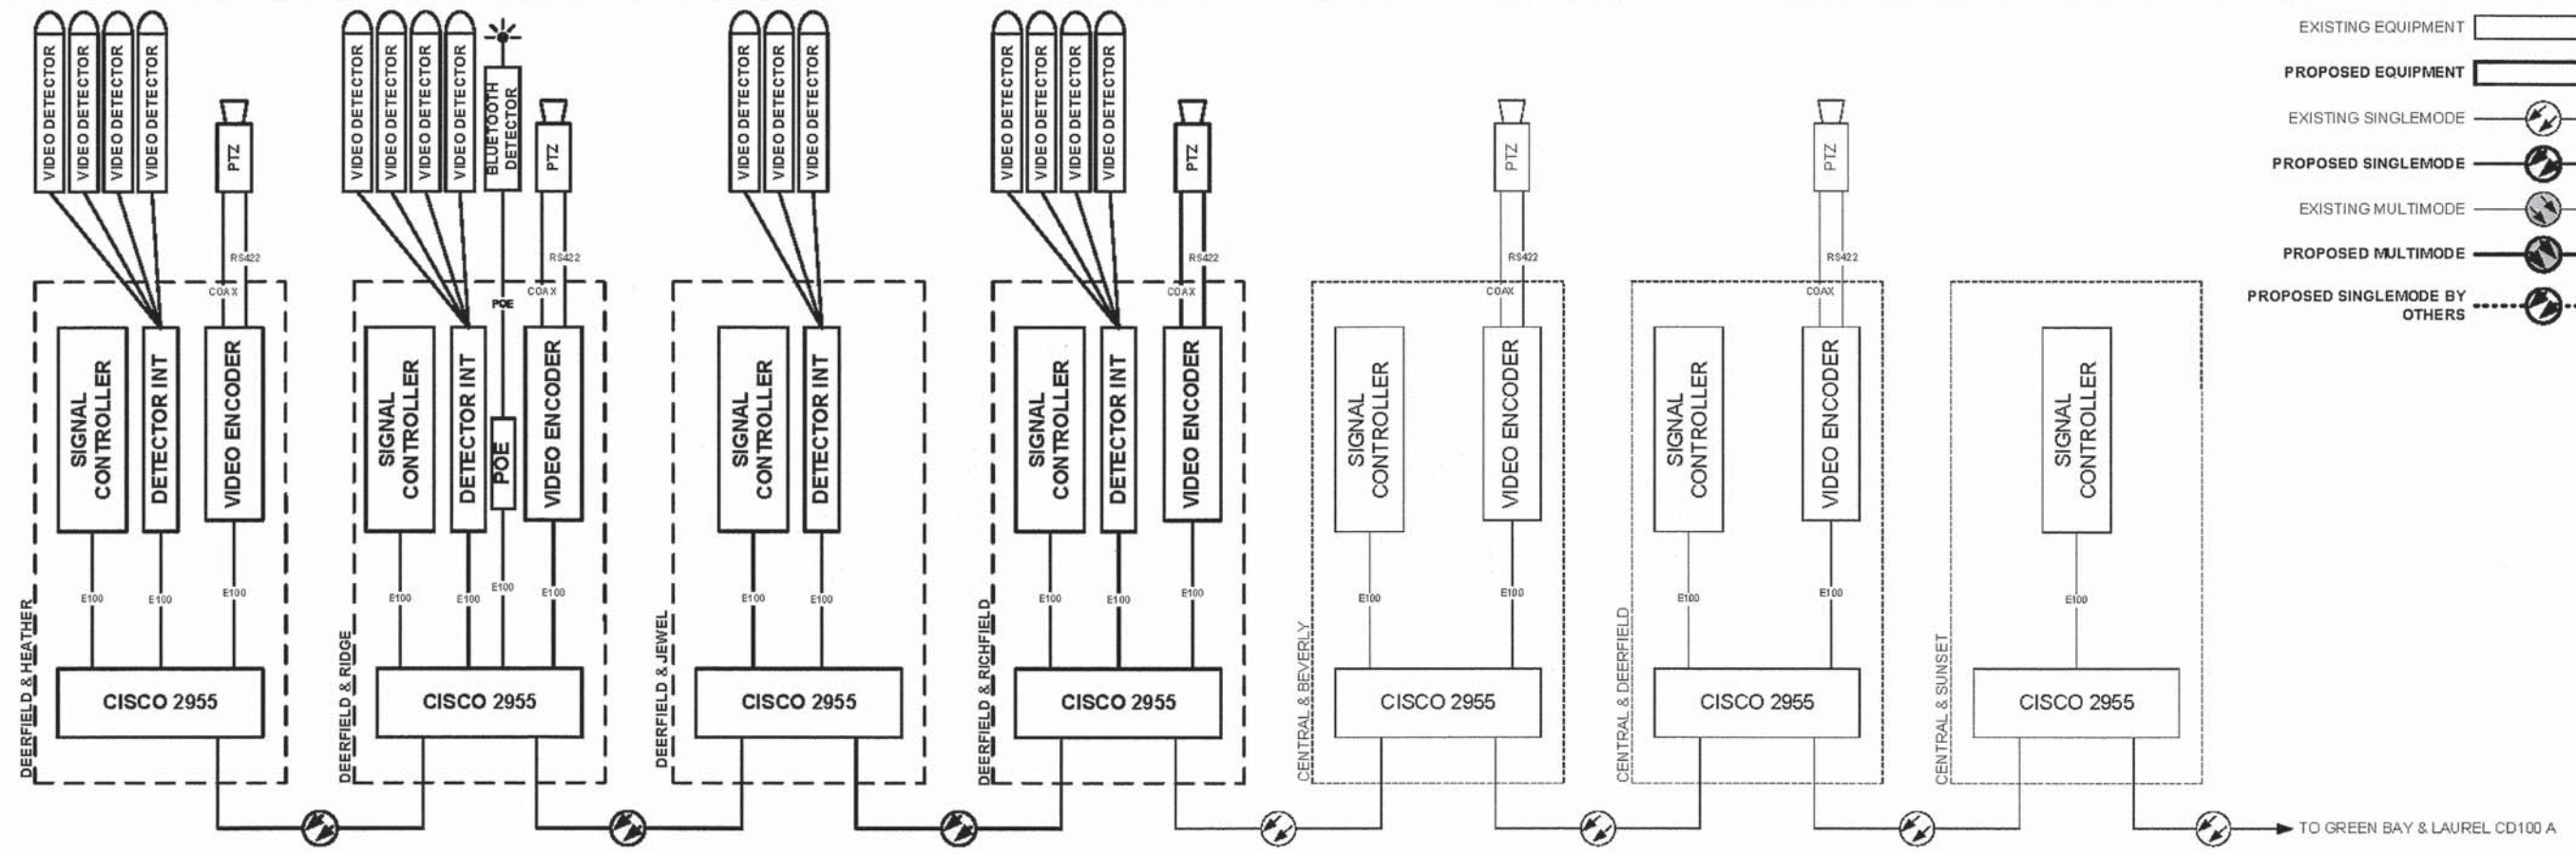 VIDEO DETECTOR
VIDEO DETECTOR
VIDEO DETECTOR
VIDEO DETECTOR
PTZ
RS422
COAX
SIGNAL
CONTROLLER
DETECTOR INT
VIDEO ENCODER
E100
E100
E100
CISCO 2955
DEERFIELD & HEATHER
VIDEO DETECTOR
VIDEO DETECTOR
VIDEO DETECTOR
VIDEO DETECTOR
BLUETOOTH
DETECTOR
PTZ
RS422
COAX
POE
SIGNAL
CONTROLLER
DETECTOR INT
POE
VIDEO ENCODER
E100
E100
E100
E100
CISCO 2955
DEERFIELD & RIDGE
VIDEO DETECTOR
VIDEO DETECTOR
VIDEO DETECTOR
SIGNAL
CONTROLLER
DETECTOR INT
E100
E100
CISCO 2955
DEERFIELD & JEWEL
VIDEO DETECTOR
VIDEO DETECTOR
VIDEO DETECTOR
VIDEO DETECTOR
PTZ
RS422
COAX
SIGNAL
CONTROLLER
DETECTOR INT
VIDEO ENCODER
E100
E100
E100
CISCO 2955
DEERFIELD & RICHFIELD
PTZ
RS422
COAX
SIGNAL
CONTROLLER
VIDEO ENCODER
E100
E100
CISCO 2955
CENTRAL & BEVERLY
PTZ
RS422
COAX
SIGNAL
CONTROLLER
VIDEO ENCODER
E100
E100
CISCO 2955
CENTRAL & DEERFIELD
SIGNAL
CONTROLLER
E100
CISCO 2955
CENTRAL & SUNSET
TO GREEN BAY & LAUREL CD100 A
EXISTING EQUIPMENT
PROPOSED EQUIPMENT
EXISTING SINGLEMODE
PROPOSED SINGLEMODE
EXISTING MULTIMODE
PROPOSED MULTIMODE
PROPOSED SINGLEMODE BY
OTHERS